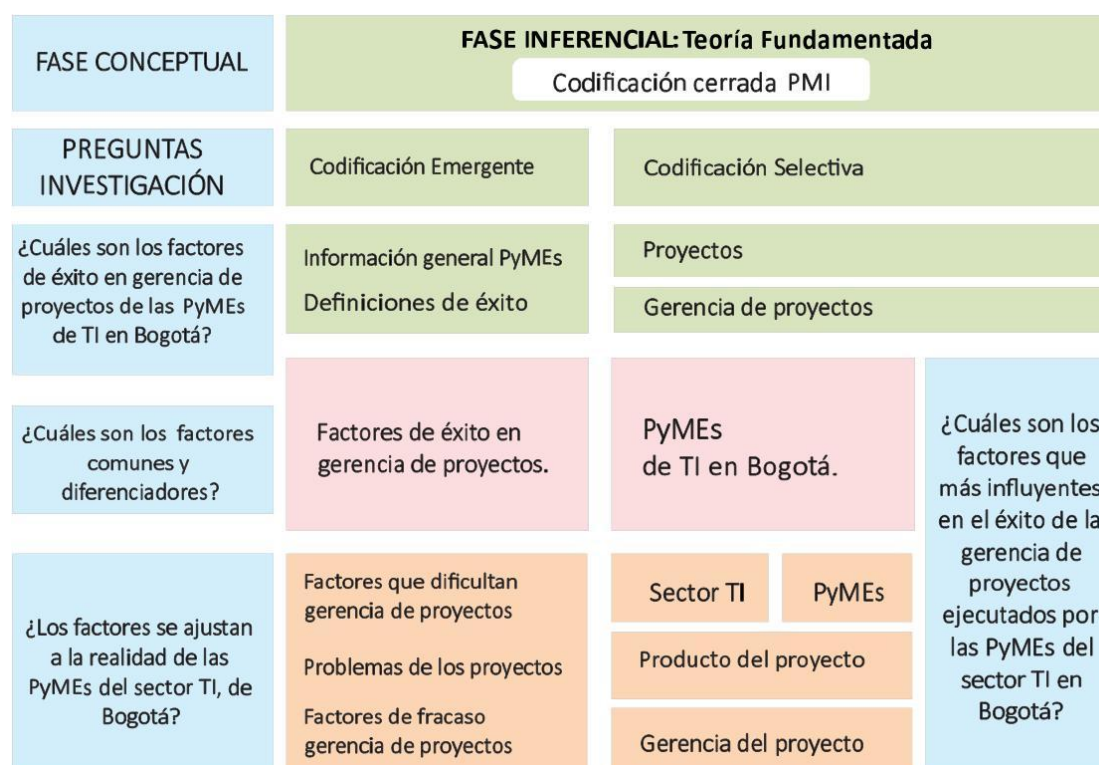 FASE CONCEPTUAL
FASE INFERENCIAL: Teoría Fundamentada
Codificación cerrada PMI
PREGUNTAS
INVESTIGACIÓN
Codificación Emergente
Codificación Selectiva
¿Cuáles son los factores
de éxito en gerencia de
proyectos de las PyMEs
de TI en Bogotá?
Información general PyMEs
Definiciones de éxito
Proyectos
Gerencia de proyectos
¿Cuáles son los factores
comunes y
diferenciadores?
Factores de éxito en
gerencia de proyectos.
PyMEs
de TI en Bogotá.
¿Cuáles son los
factores que
más influyentes
en el éxito de la
gerencia de
proyectos
ejecutados por
las PyMEs del
sector TI en
Bogotá?
¿Los factores se ajustan
a la realidad de las
PyMEs del sector TI, de
Bogotá?
Factores que dificultan
gerencia de proyectos
Problemas de los proyectos
Factores de fracaso
gerencia de proyectos
Sector TI
PyMEs
Producto del proyecto
Gerencia del proyecto